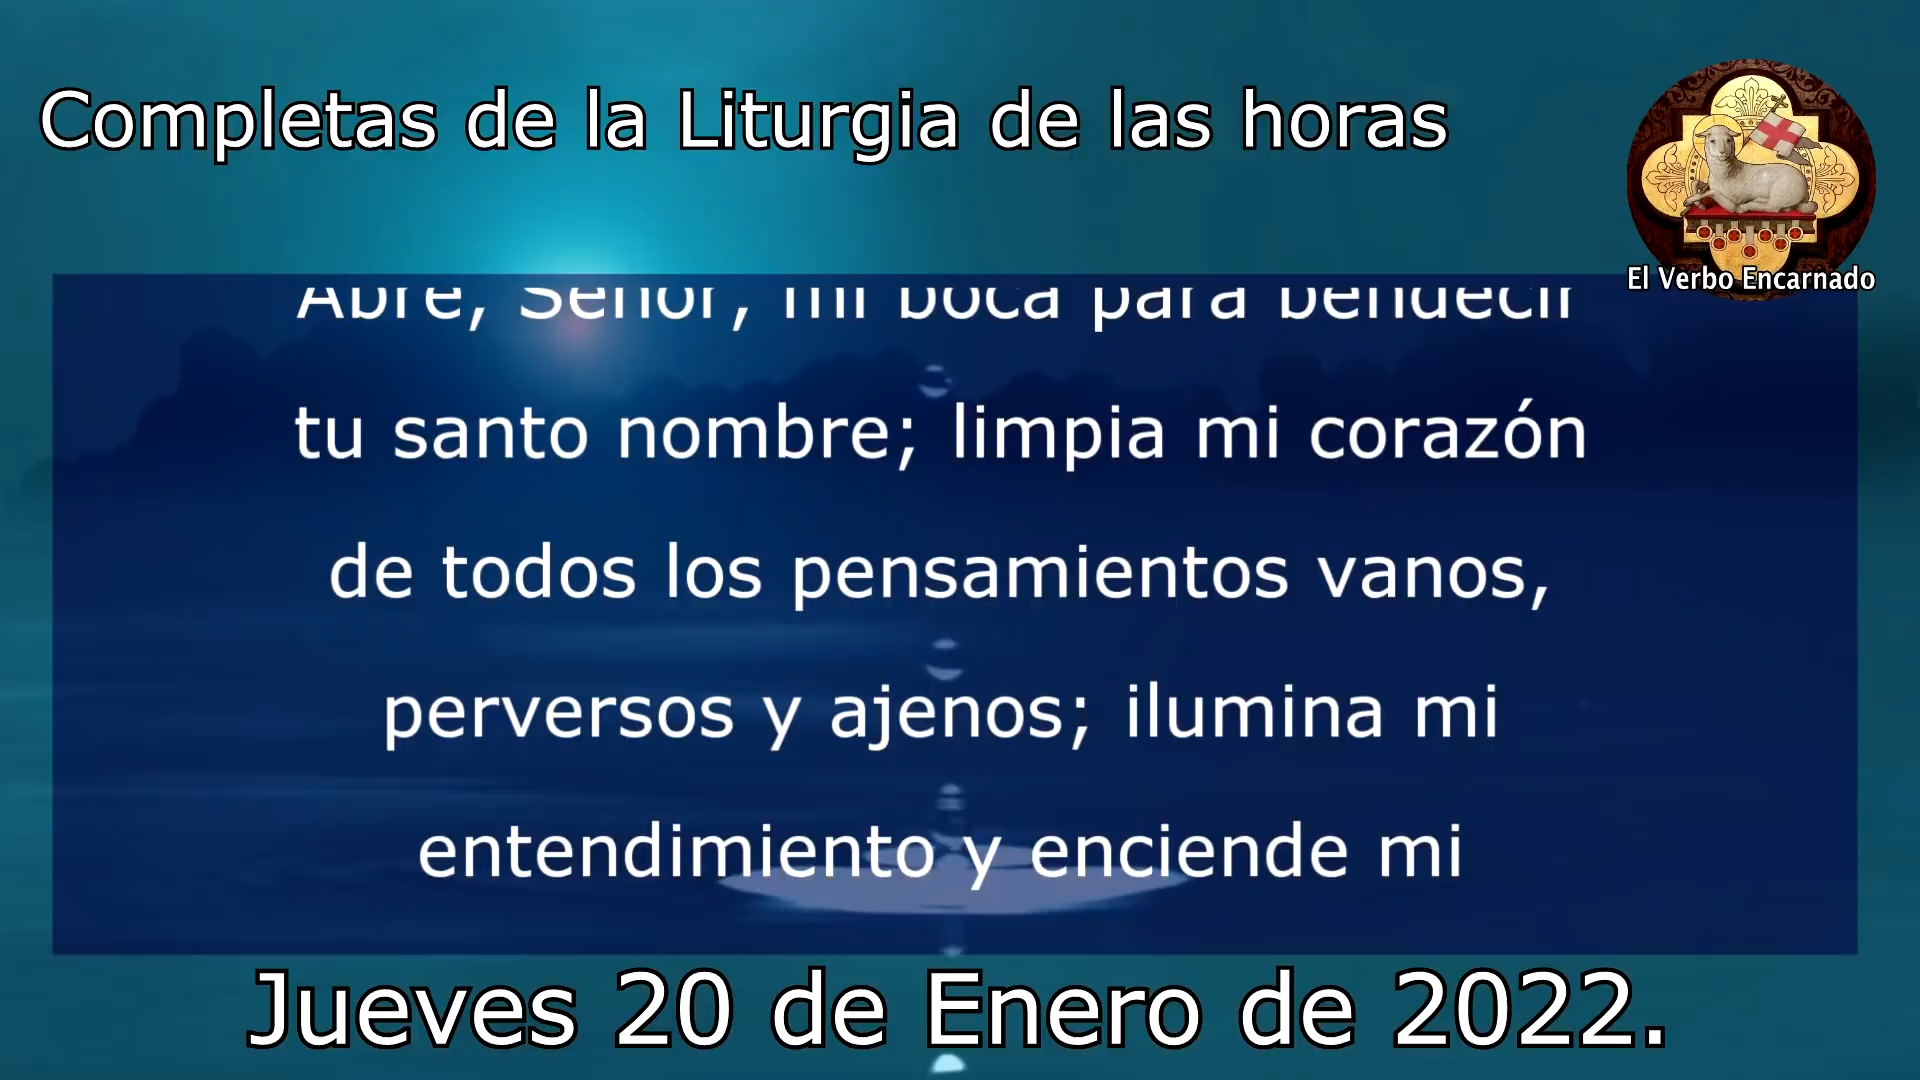 Completas de la Liturgia de las horas
El Verbo Encarnado
Abre, Señor, mi boca para bendecir
tu santo nombre; limpia mi corazón
de todos los pensamientos vanos,
perversos y ajenos; ilumina mi
entendimiento y enciende mi
Jueves 20 de Enero de 2022.